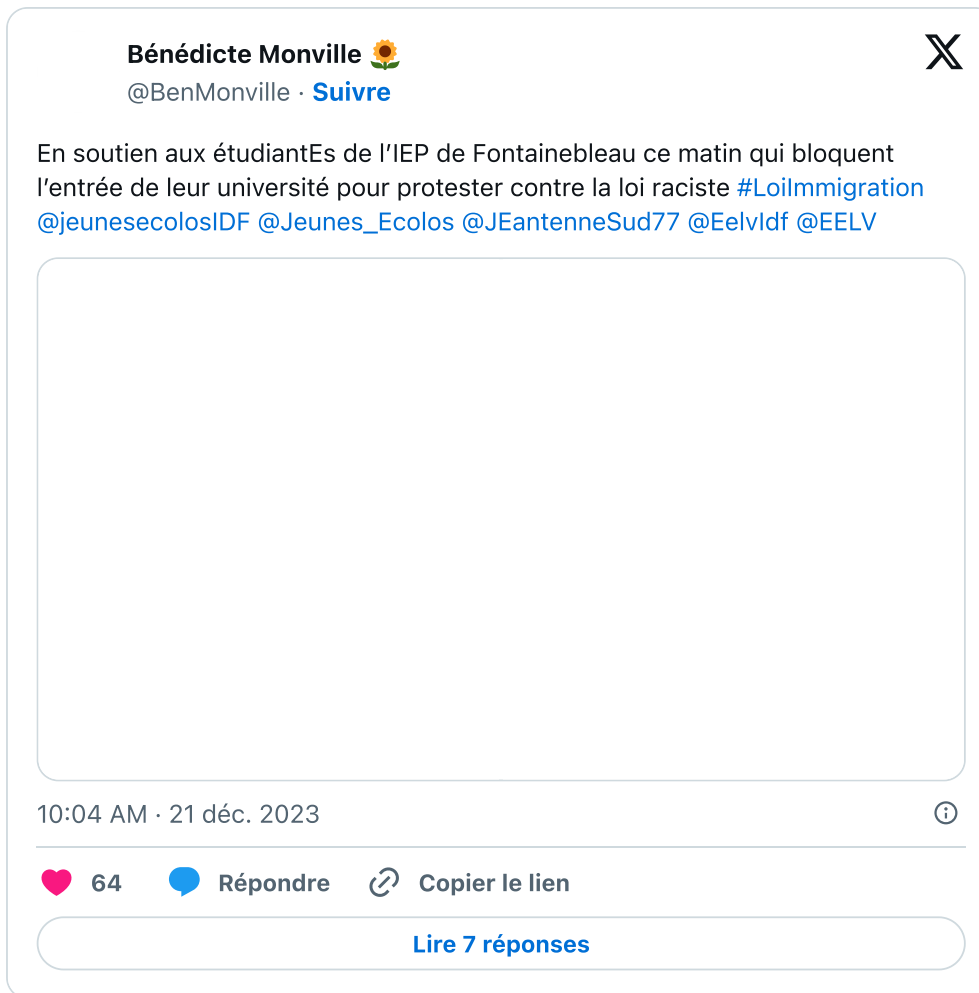 Bénédicte Monville 🌻
@BenMonville · Suivre
En soutien aux étudiantEs de l’IEP de Fontainebleau ce matin qui bloquent
l’entrée de leur université pour protester contre la loi raciste #LoiImmigration
@jeunesecolosIDF @Jeunes_Ecolos @JEantenneSud77 @EelvIdf @EELV
10:04 AM · 21 déc. 2023
64 Répondre Copier le lien
Lire 7 réponses